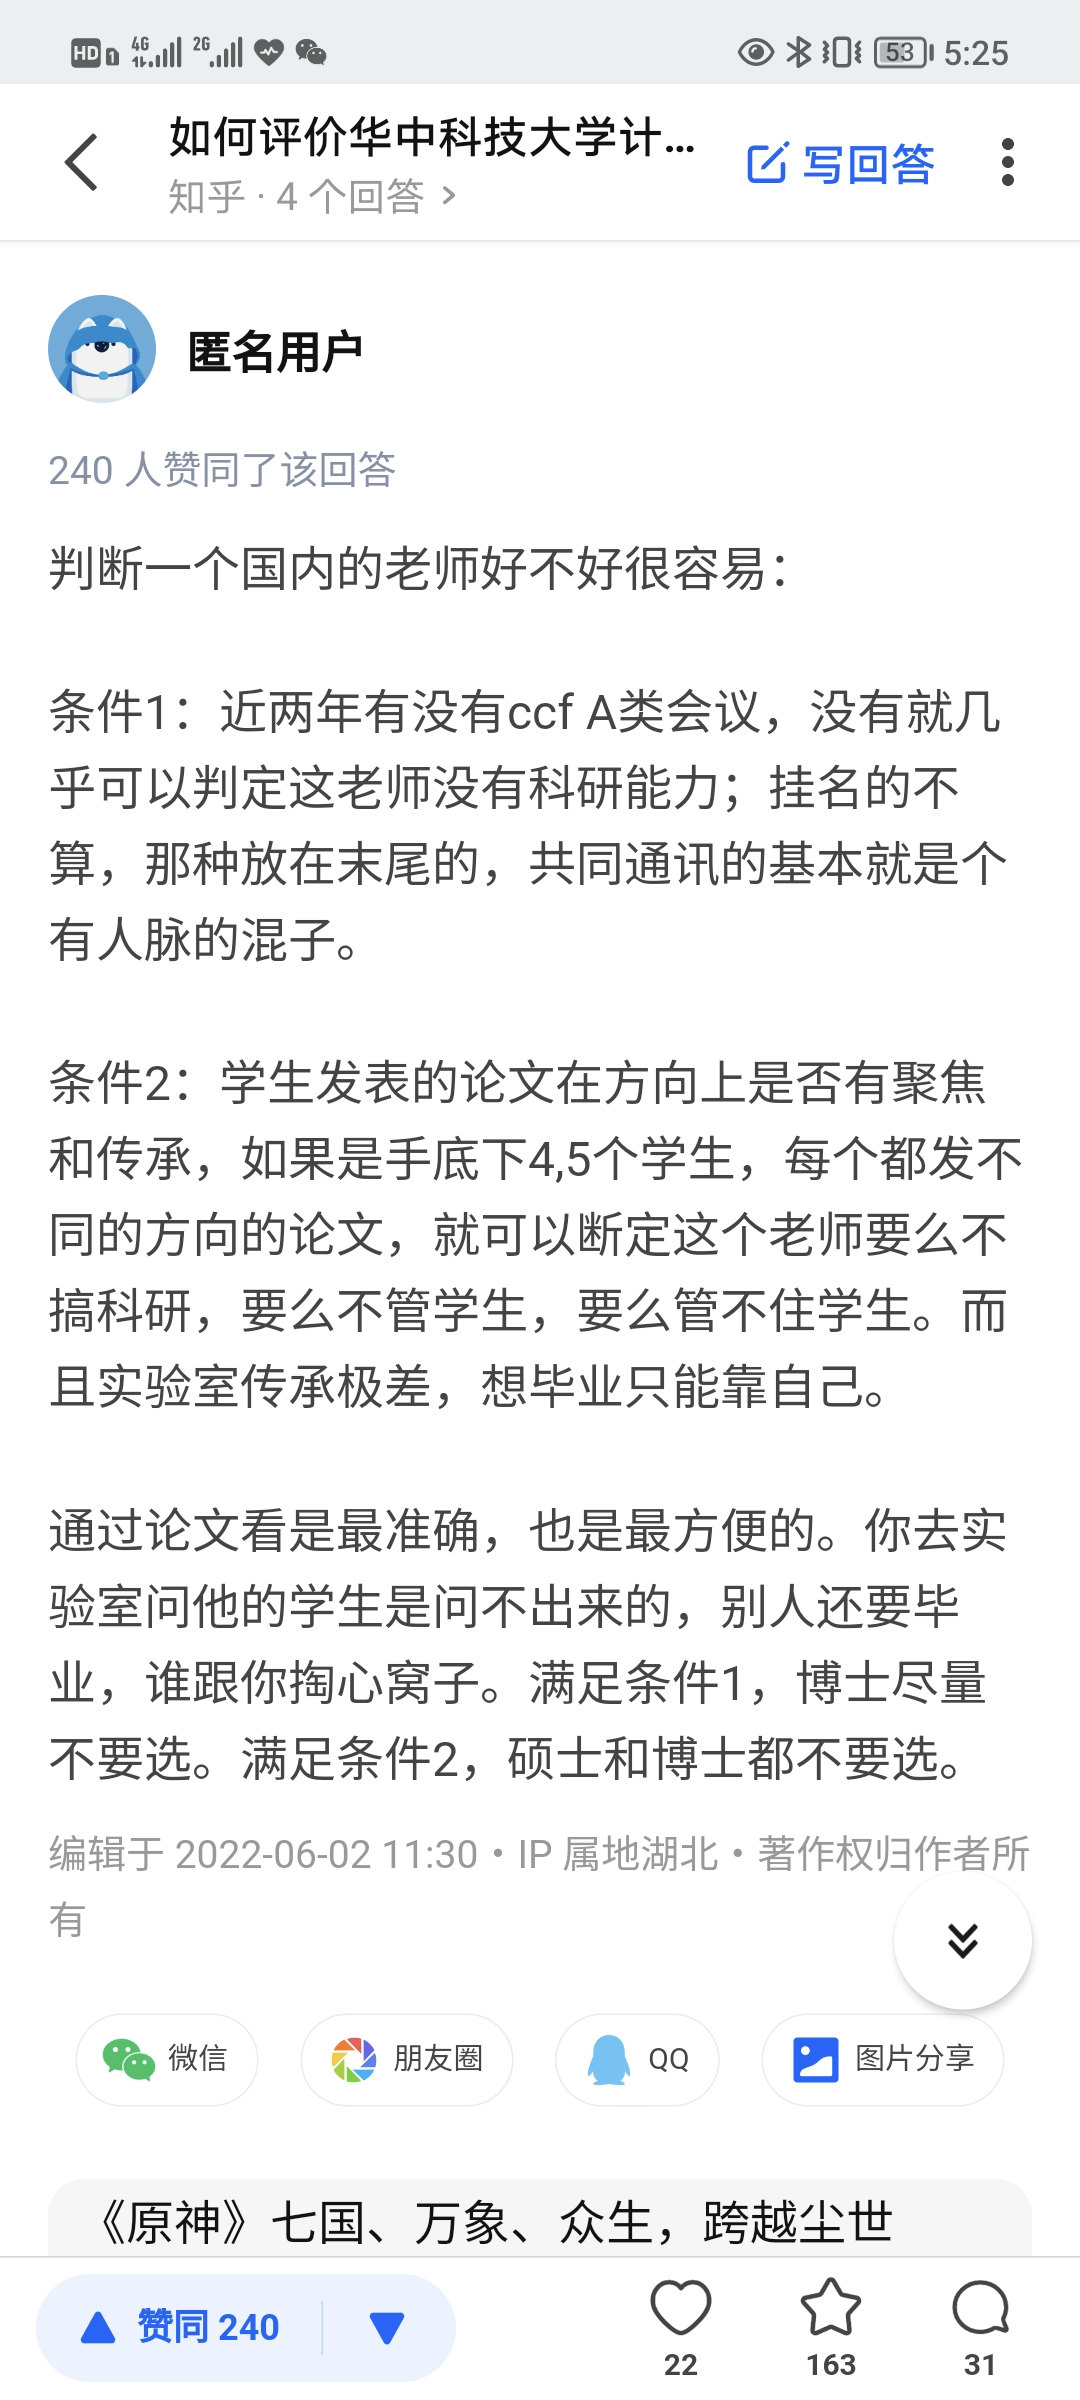 HD 1 4G 2G 53 5:25
如何评价华中科技大学计...
知乎 · 4 个回答 >
写回答
匿名用户
240 人赞同了该回答
判断一个国内的老师好不好很容易：
条件1：近两年有没有ccf A类会议，没有就几
乎可以判定这老师没有科研能力；挂名的不
算，那种放在末尾的，共同通讯的基本就是个
有人脉的混子。
条件2：学生发表的论文在方向上是否有聚焦
和传承，如果是手底下4,5个学生，每个都发不
同的方向的论文，就可以断定这个老师要么不
搞科研，要么不管学生，要么管不住学生。而
且实验室传承极差，想毕业只能靠自己。
通过论文看是最准确，也是最方便的。你去实
验室问他的学生是问不出来的，别人还要毕
业，谁跟你掏心窝子。满足条件1，博士尽量
不要选。满足条件2，硕士和博士都不要选。
编辑于 2022-06-02 11:30・IP 属地湖北・著作权归作者所
有
微信
朋友圈
QQ
图片分享
《原神》七国、万象、众生，跨越尘世
赞同 240
22
163
31